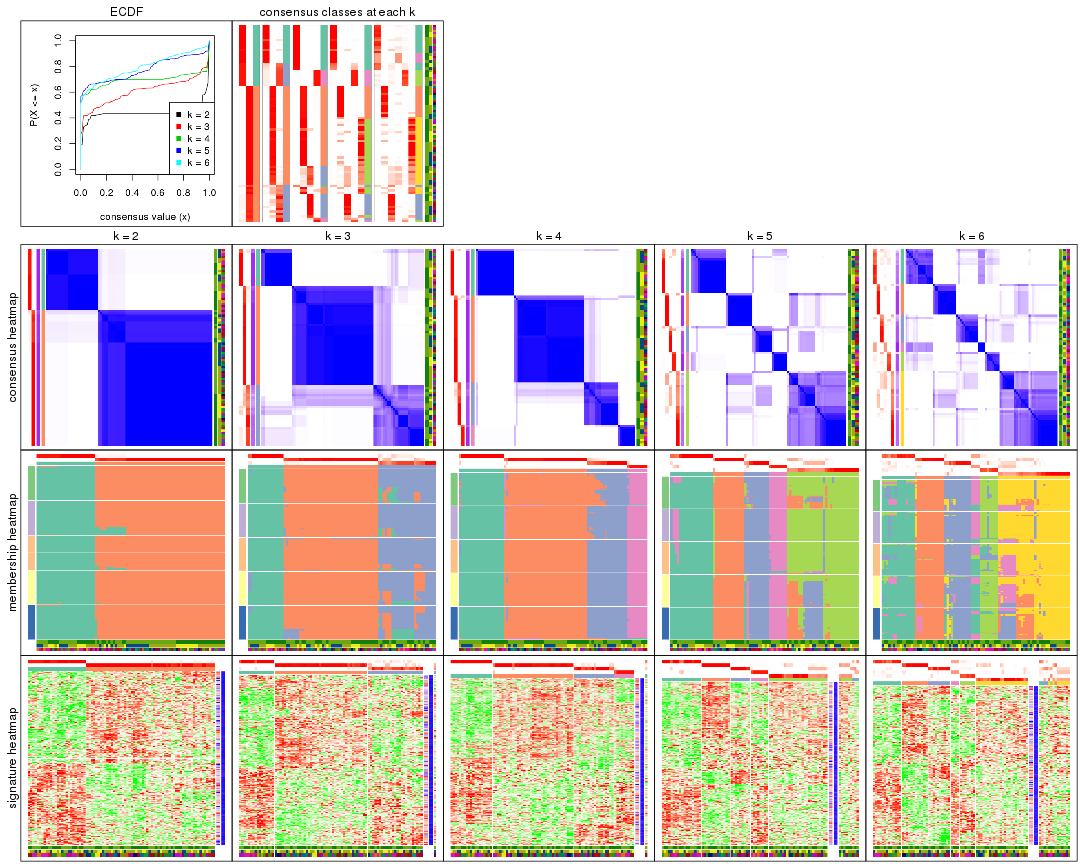 ECDF
consensus classes at each k
P(X <= x)
1.0
0.8
0.6
0.4
0.2
0.0
k = 2
k = 3
k = 4
k = 5
k = 6
0.0 0.2 0.4 0.6 0.8 1.0
consensus value (x)
k = 2
k = 3
k = 4
k = 5
k = 6
consensus heatmap
membership heatmap
signature heatmap